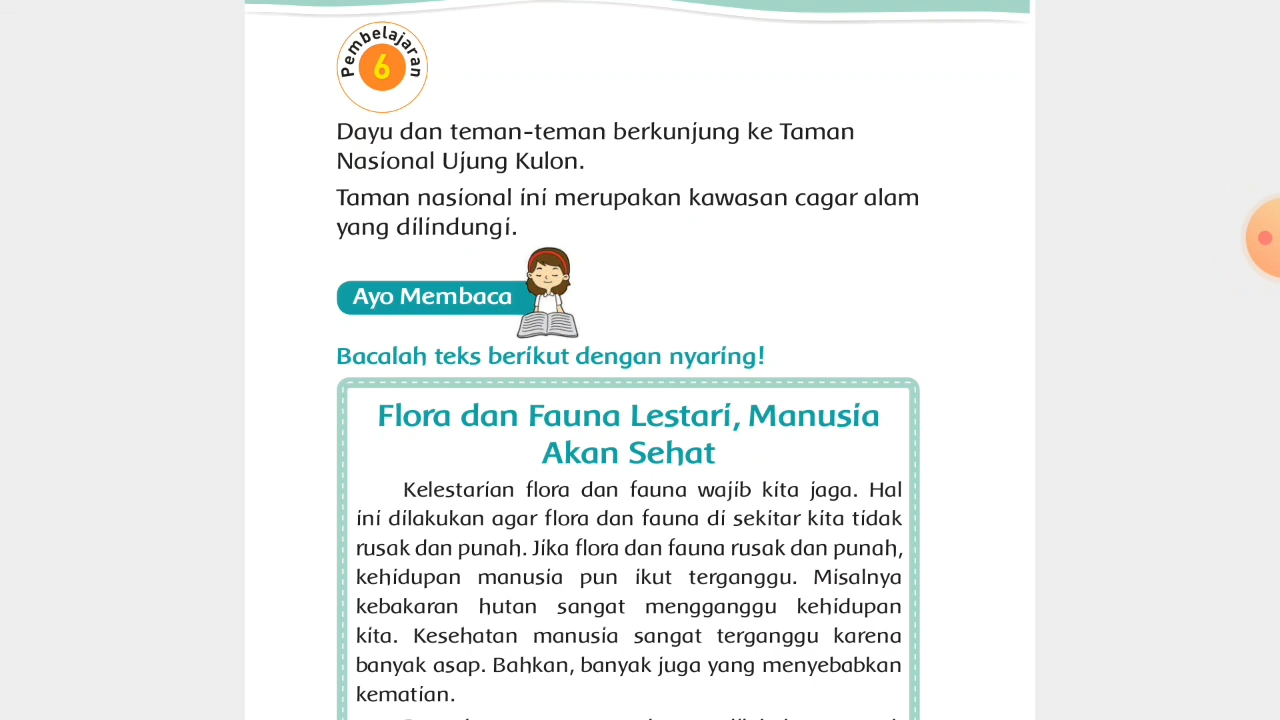 Pembelajaran
6
Dayu dan teman-teman berkunjung ke Taman
Nasional Ujung Kulon.
Taman nasional ini merupakan kawasan cagar alam
yang dilindungi.
Ayo Membaca
Bacalah teks berikut dengan nyaring!
Flora dan Fauna Lestari, Manusia
Akan Sehat
Kelestarian flora dan fauna wajib kita jaga. Hal
ini dilakukan agar flora dan fauna di sekitar kita tidak
rusak dan punah. Jika flora dan fauna rusak dan punah,
kehidupan manusia pun ikut terganggu. Misalnya
kebakaran hutan sangat mengganggu kehidupan
kita. Kesehatan manusia sangat terganggu karena
banyak asap. Bahkan, banyak juga yang menyebabkan
kematian.